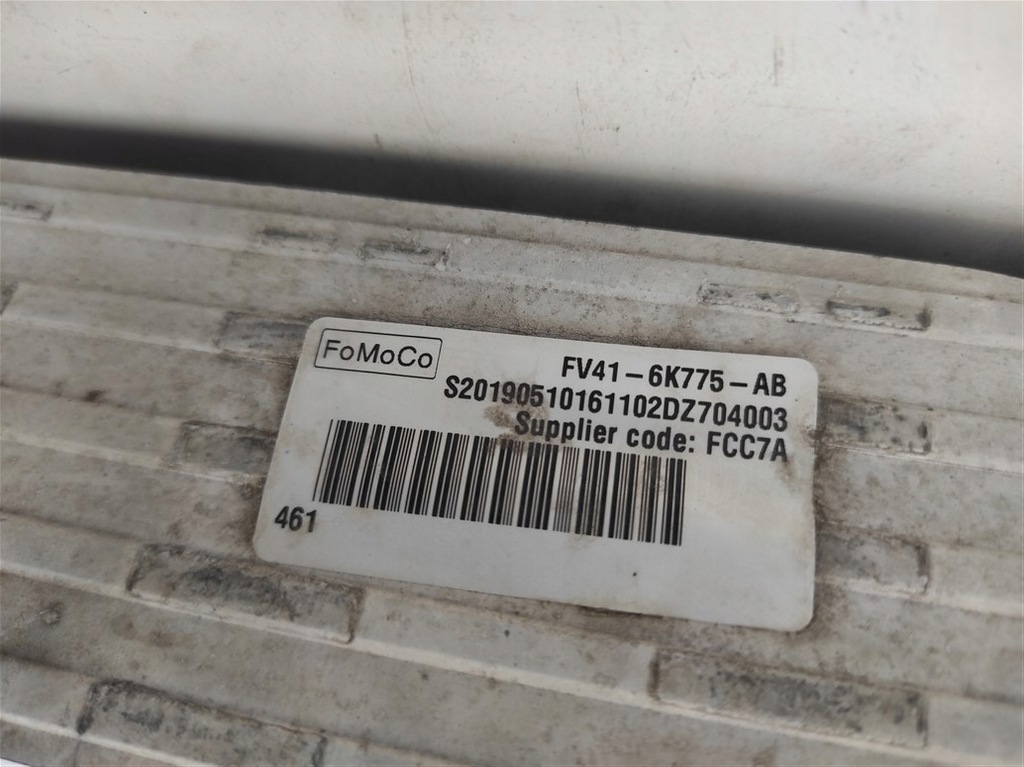 FoMoCo
FV41-6K775-AB
S20190510161102DZ704003
Supplier code: FCC7A
461